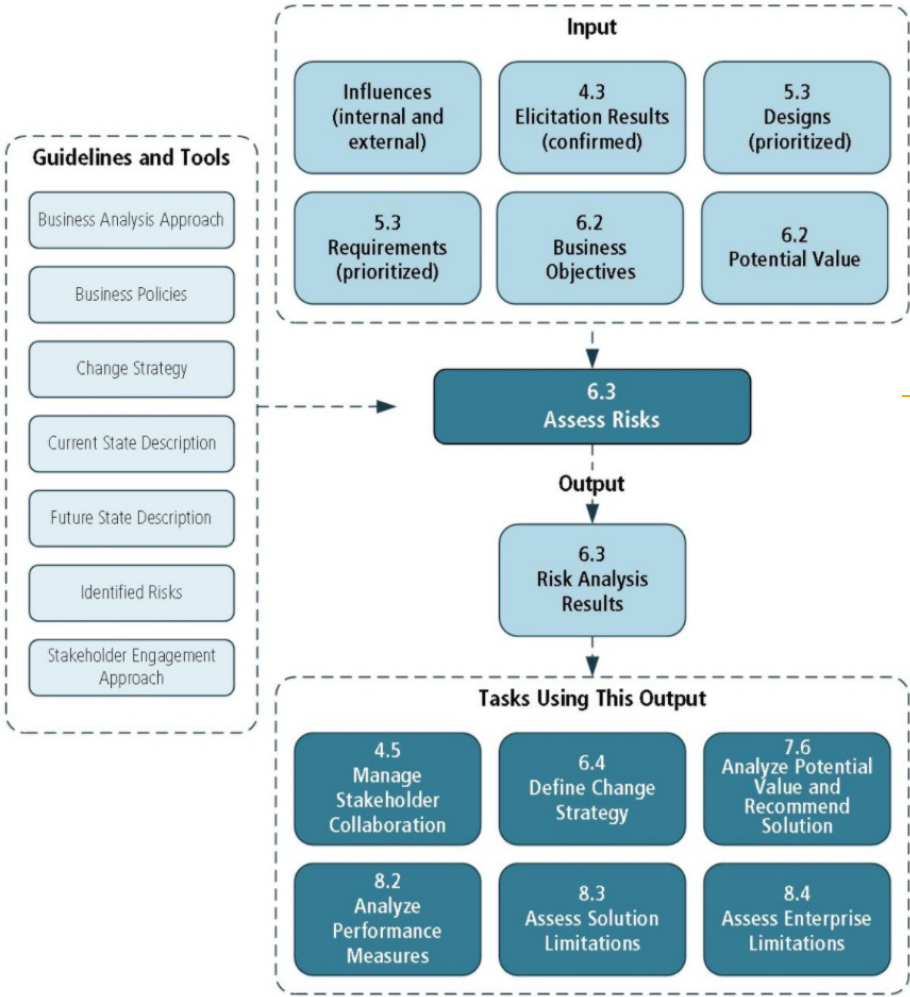 Input
Influences
(internal and
external)
4.3
Elicitation Results
(confirmed)
5.3
Designs
(prioritized)
5.3
Requirements
(prioritized)
6.2
Business
Objectives
6.2
Potential Value
Guidelines and Tools
Business Analysis Approach
Business Policies
Change Strategy
Current State Description
Future State Description
Identified Risks
Stakeholder Engagement
Approach
6.3
Assess Risks
Output
6.3
Risk Analysis
Results
Tasks Using This Output
4.5
Manage
Stakeholder
Collaboration
6.4
Define Change
Strategy
7.6
Analyze Potential
Value and
Recommend
Solution
8.2
Analyze
Performance
Measures
8.3
Assess Solution
Limitations
8.4
Assess Enterprise
Limitations